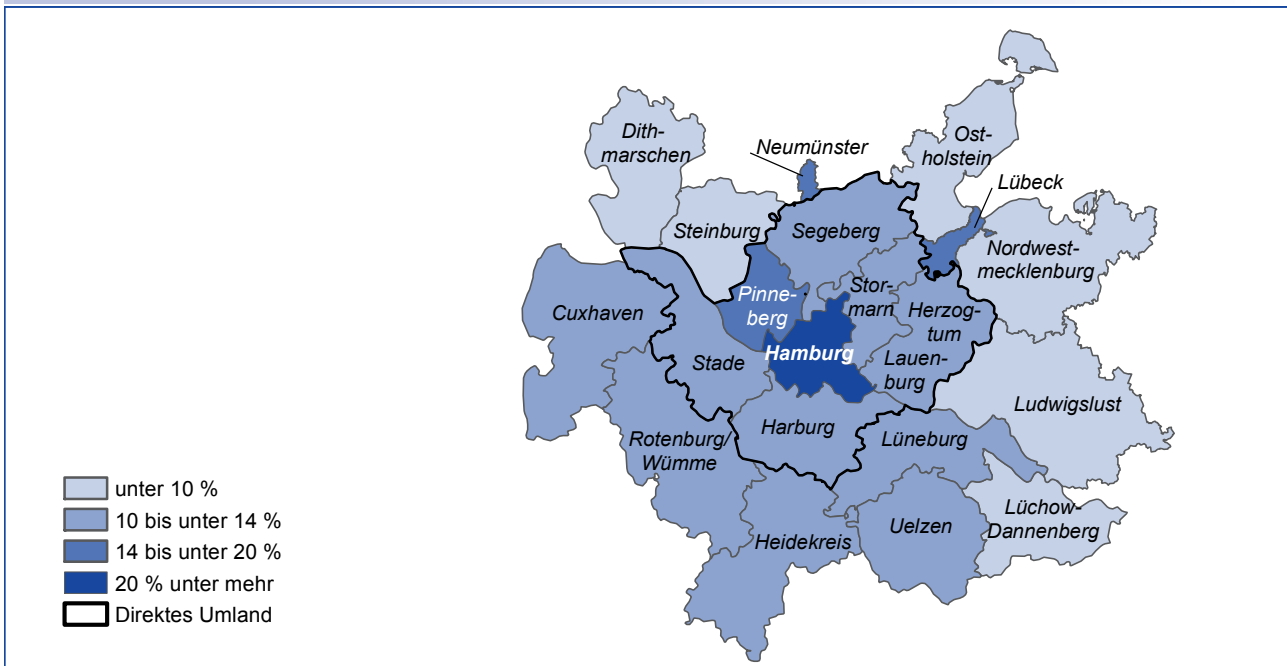 Dith-
marschen
Neumünster
Ost-
holstein
Lübeck
Steinburg
Segeberg
Nordwest-
mecklenburg
Cuxhaven
Pinne-
berg
Stor-
marn
Herzog-
tum
Lauen-
burg
Hamburg
Stade
Ludwigslust
Harburg
Lüneburg
Rotenburg/
Wümme
Lüchow-
Dannenberg
Uelzen
Heidekreis
unter 10 %
10 bis unter 14 %
14 bis unter 20 %
20 % unter mehr
Direktes Umland